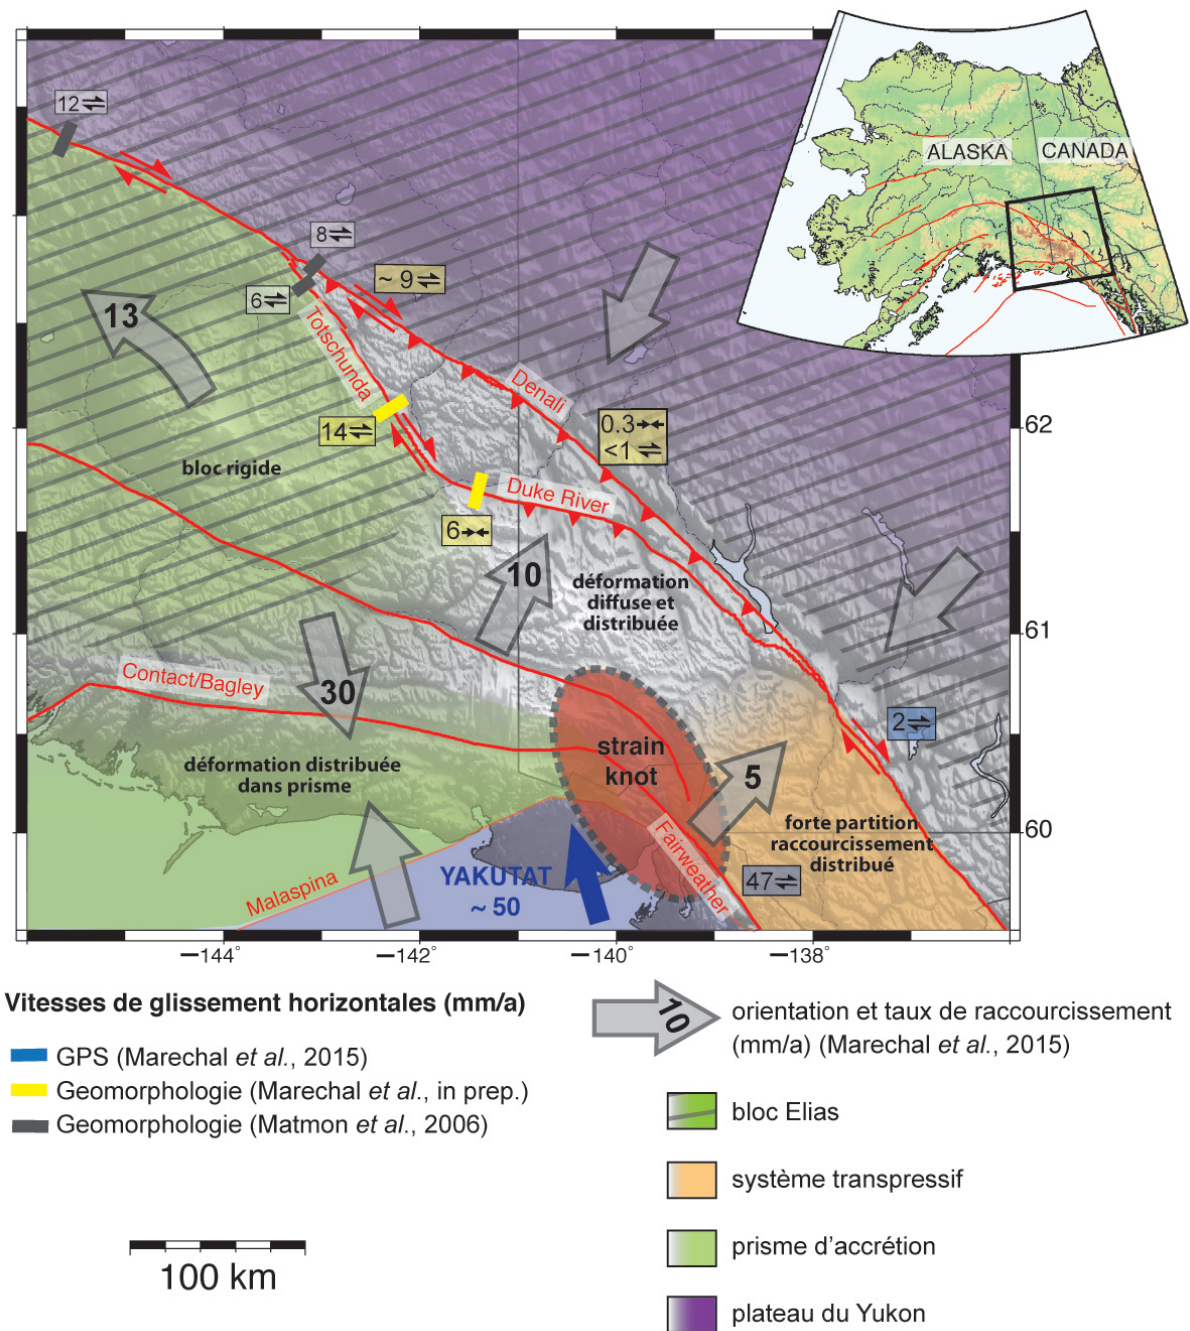 ALASKA
CANADA
12
8
6
~ 9
13
Totschunda
Denali
14
0.3
<1
62
bloc rigide
Duke River
6
10
déformation
diffuse et
distribuée
61
Contact/Bagley
30
2
déformation distribuée
dans prisme
strain
knot
5
forte partition
raccourcissement
distribué
60
Fairweather
47
YAKUTAT
~ 50
Malaspina
−144°
−142°
−140°
−138°
Vitesses de glissement horizontales (mm/a)
GPS (Marechal et al., 2015)
Geomorphologie (Marechal et al., in prep.)
Geomorphologie (Matmon et al., 2006)
100 km
10
orientation et taux de raccourcissement
(mm/a) (Marechal et al., 2015)
bloc Elias
système transpressif
prisme d'accrétion
plateau du Yukon